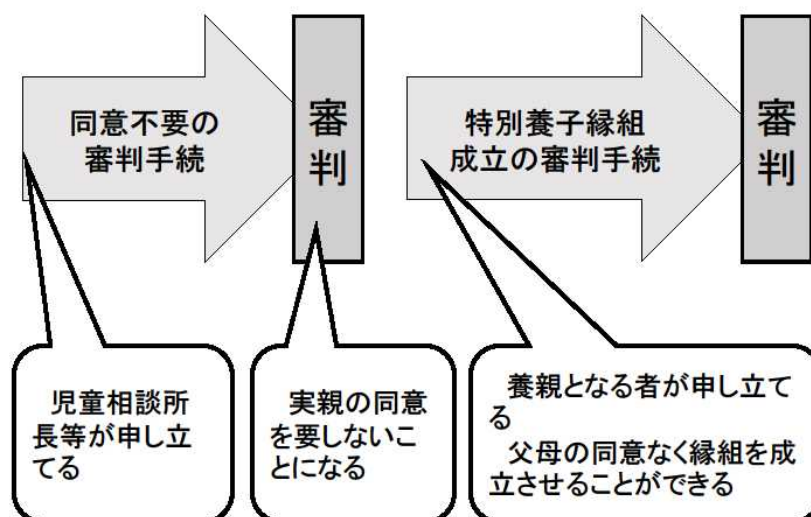 同意不要の
審判手続
審判
特別養子縁組
成立の審判手続
審判
児童相談所
長等が申し立
てる
実親の同意
を要しないこ
とになる
養親となる者が申し立て
る
父母の同意なく縁組を成
立させることができる